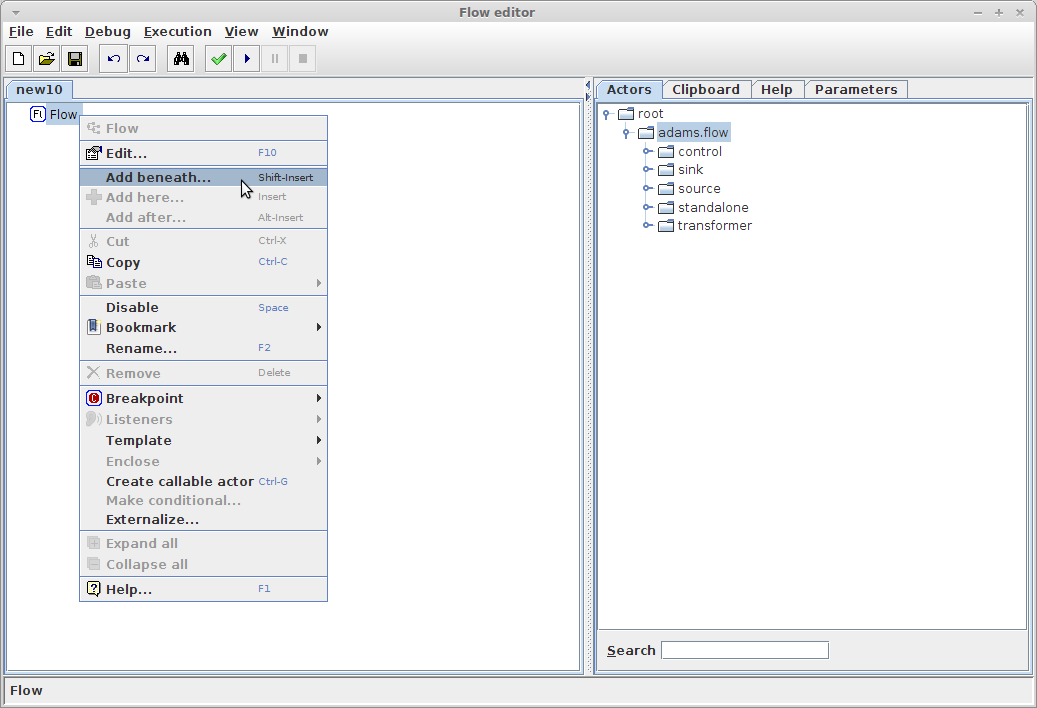 Flow editor
File Edit Debug Execution View Window
new10
Fl Flow
Flow
Edit... F10
Add beneath... Shift-Insert
Add here... Insert
Add after... Alt-Insert
Cut Ctrl-X
Copy Ctrl-C
Paste
Disable Space
Bookmark
Rename... F2
Remove Delete
C Breakpoint
Listeners
Template
Enclose
Create callable actor Ctrl-G
Make conditional...
Externalize...
Expand all
Collapse all
? Help... F1
Actors Clipboard Help Parameters
root
adams.flow
control
sink
source
standalone
transformer
Search
Flow